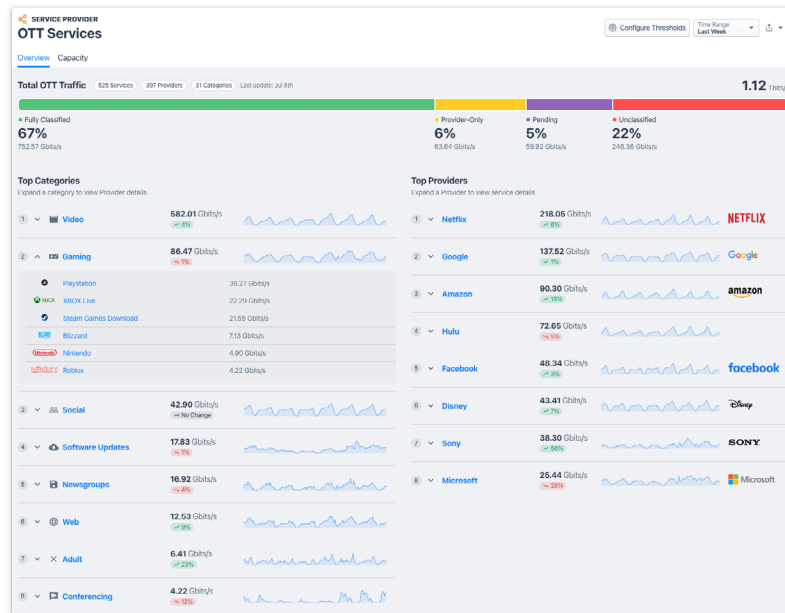 SERVICE PROVIDER
OTT Services
Configure Thresholds
Time Range
Last Week
Overview Capacity
Total OTT Traffic 525 Services 397 Providers 31 Categories Last update: Jul 8th
1.12 Tbits/
Fully Classified
67%
752.57 Gbits/s
Provider-Only
6%
63.64 Gbits/s
Pending
5%
59.92 Gbits/s
Unclassified
22%
246.36 Gbits/s
Top Categories
Expand a category to view Provider details
1 Video 582.01 Gbits/s
4%
2 Gaming 86.47 Gbits/s
1%
Playstation 38.27 Gbits/s
XBOX XBOX Live 22.29 Gbits/s
Steam Games Download 21.55 Gbits/s
Blizzard 7.13 Gbits/s
Nintendo Nintendo 4.90 Gbits/s
ROBLOX Roblox 4.22 Gbits/s
3 Social 42.90 Gbits/s
No Change
4 Software Updates 17.83 Gbits/s
1%
5 Newsgroups 16.92 Gbits/s
4%
6 Web 12.53 Gbits/s
9%
7 Adult 6.41 Gbits/s
23%
8 Conferencing 4.22 Gbits/s
12%
Top Providers
Expand a Provider to view service details
1 Netflix 218.05 Gbits/s NETFLIX
6%
2 Google 137.52 Gbits/s Google
1%
3 Amazon 90.30 Gbits/s amazon
16%
4 Hulu 72.65 Gbits/s
5%
5 Facebook 48.34 Gbits/s facebook
3%
6 Disney 43.41 Gbits/s Disney
7%
7 Sony 38.30 Gbits/s SONY
56%
8 Microsoft 25.44 Gbits/s Microsoft
28%